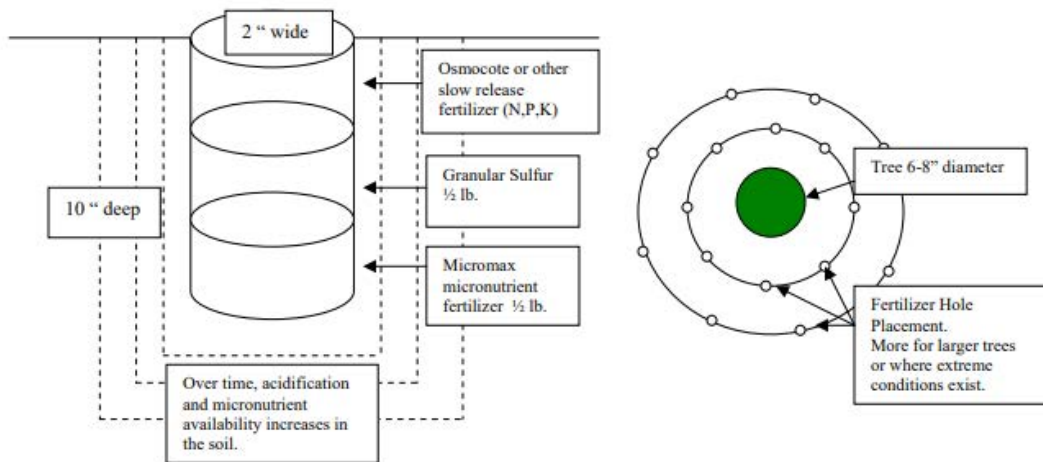 2 “ wide
Osmocote or other
slow release
fertilizer (N,P,K)
Granular Sulfur
½ lb.
10 “ deep
Micromax
micronutrient
fertilizer ½ lb.
Over time, acidification
and micronutrient
availability increases in
the soil.
Tree 6-8” diameter
Fertilizer Hole
Placement.
More for larger trees
or where extreme
conditions exist.